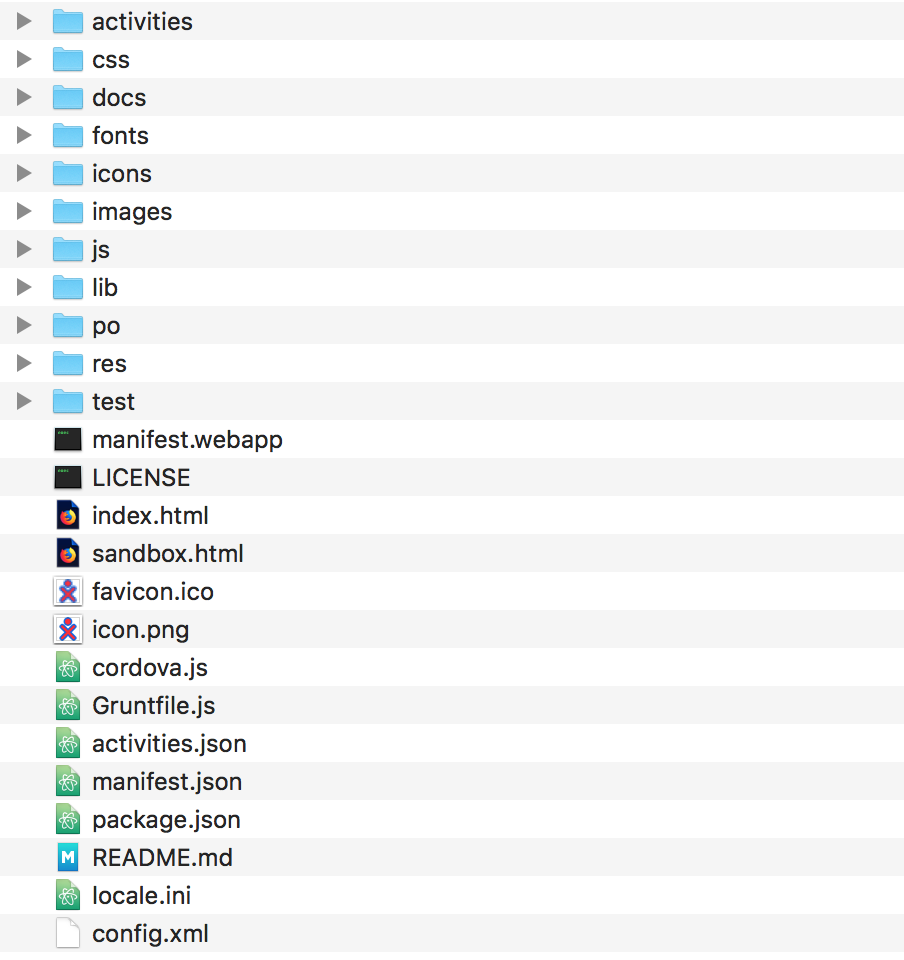 activities
css
docs
fonts
icons
images
js
lib
po
res
test
manifest.webapp
LICENSE
index.html
sandbox.html
favicon.ico
icon.png
cordova.js
Gruntfile.js
activities.json
manifest.json
package.json
README.md
locale.ini
config.xml